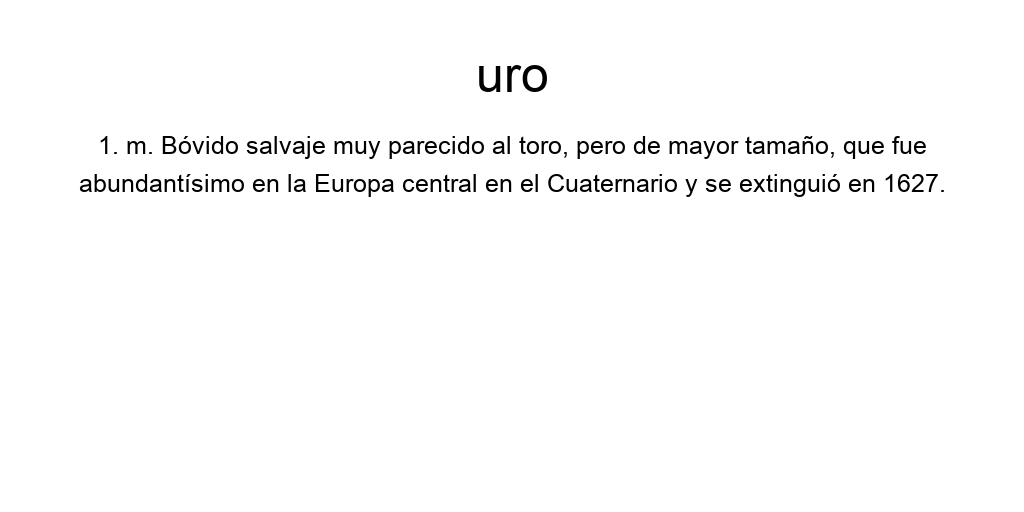 uro
1. m. Bóvido salvaje muy parecido al toro, pero de mayor tamaño, que fue
abundantísimo en la Europa central en el Cuaternario y se extinguió en 1627.